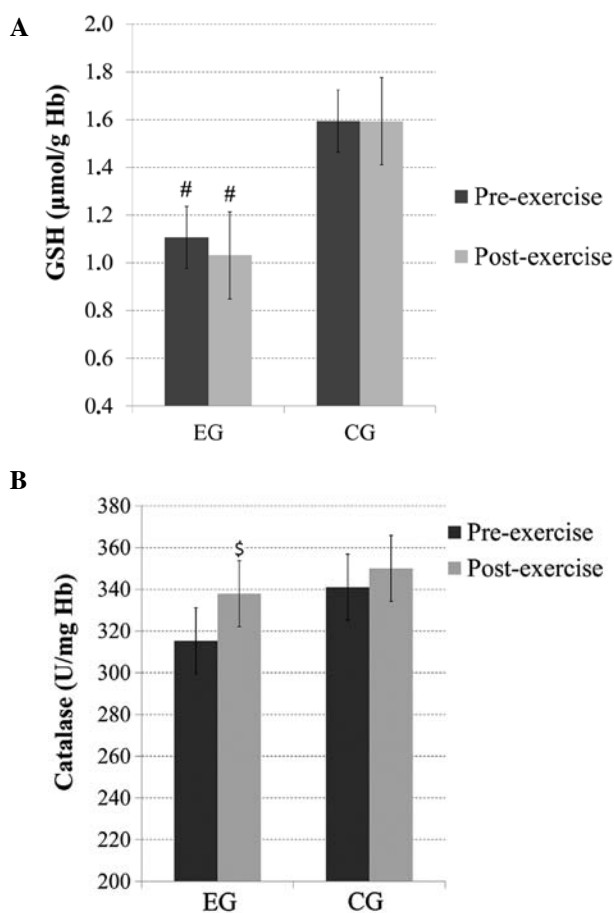 A
GSH (µmol/g Hb)
2.0
1.8
1.6
1.4
1.2
1.0
0.8
0.6
0.4
# #
EG CG
Pre-exercise
Post-exercise
B
Catalase (U/mg Hb)
380
360
340
320
300
280
260
240
220
200
$
EG CG
Pre-exercise
Post-exercise